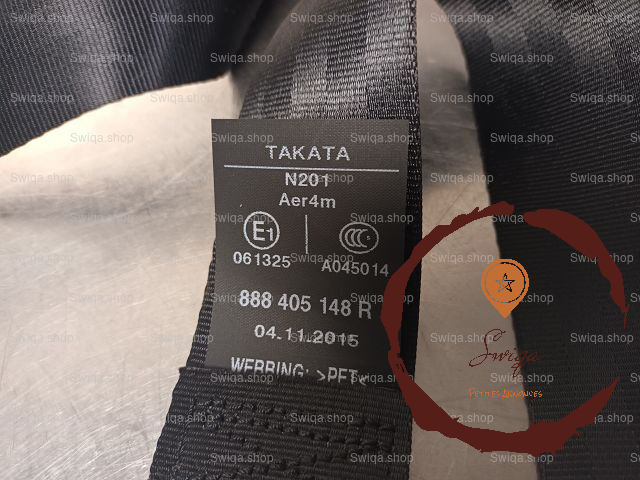 TAKATA
N201
Aer4m
E1
CCC S
061325
A045014
888 405 148 R
04.11.2015
WEBBING: >PET<
Swiqa
PETITES ANNONCES
Swiqa.shop